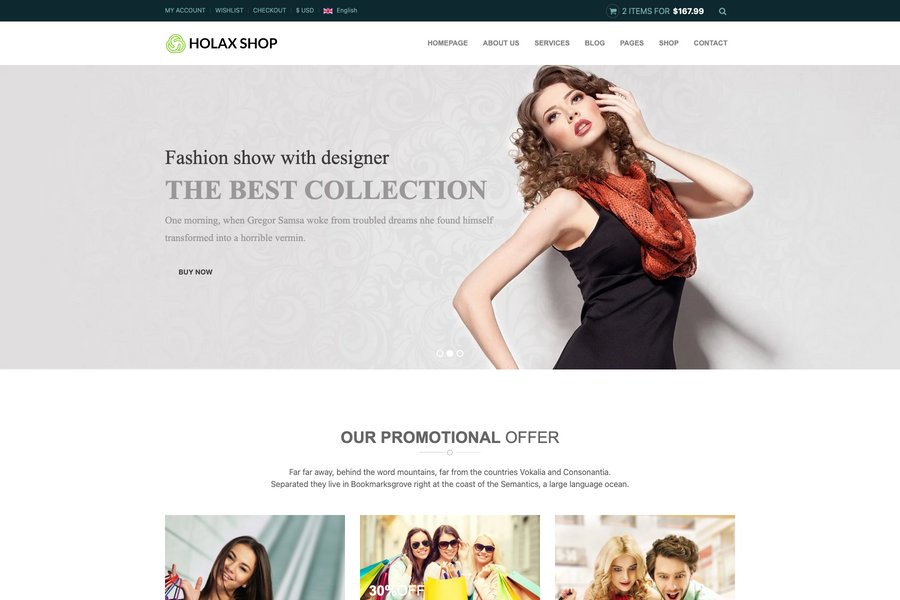 MY ACCOUNT WISHLIST CHECKOUT $ USD English 2 ITEMS FOR $167.99
HOLAX SHOP HOMEPAGE ABOUT US SERVICES BLOG PAGES SHOP CONTACT
Fashion show with designer
THE BEST COLLECTION
One morning, when Gregor Samsa woke from troubled dreams nhe found himself
transformed into a horrible vermin.
BUY NOW
OUR PROMOTIONAL OFFER
Far far away, behind the word mountains, far from the countries Vokalia and Consonantia.
Separated they live in Bookmarksgrove right at the coast of the Semantics, a large language ocean.
30% OFF